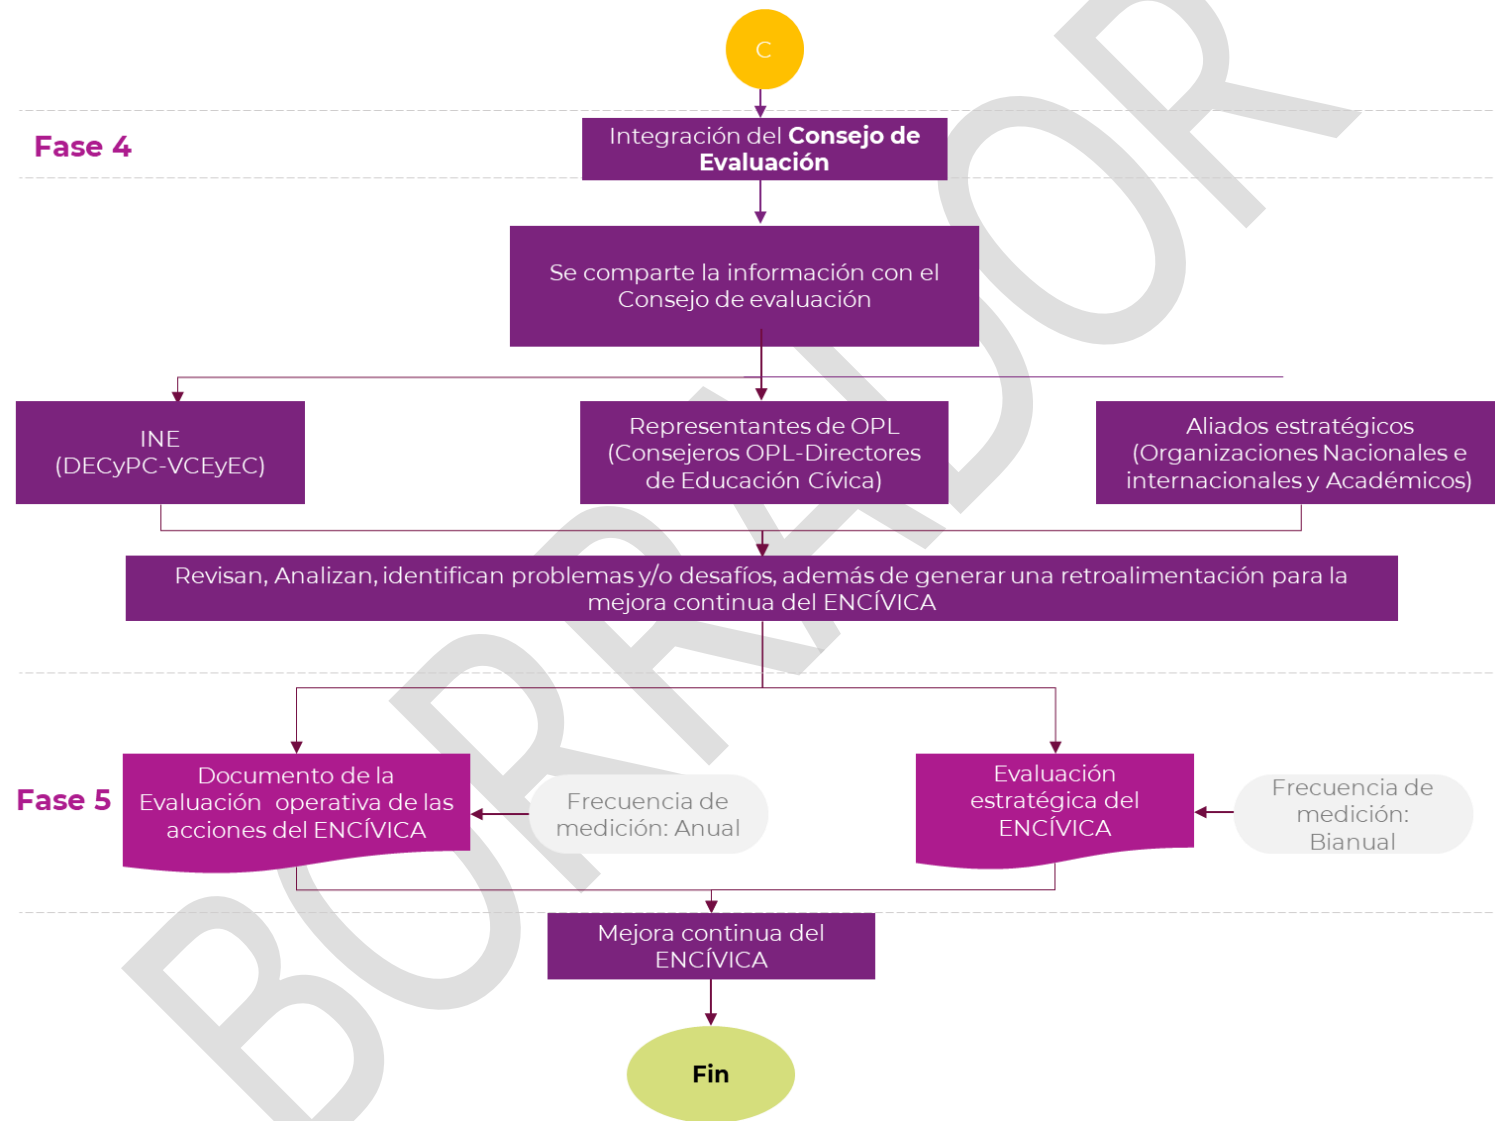 C
Fase 4
Integración del Consejo de
Evaluación
Se comparte la información con el
Consejo de evaluación
INE
(DECyPC-VCEyEC)
Representantes de OPL
(Consejeros OPL-Directores
de Educación Cívica)
Aliados estratégicos
(Organizaciones Nacionales e
internacionales y Académicos)
Revisan, Analizan, identifican problemas y/o desafíos, además de generar una retroalimentación para la
mejora continua del ENCÍVICA
Fase 5
Documento de la
Evaluación operativa de las
acciones del ENCÍVICA
Frecuencia de
medición: Anual
Evaluación
estratégica del
ENCÍVICA
Frecuencia de
medición:
Bianual
Mejora continua del
ENCÍVICA
Fin
BORRADOR